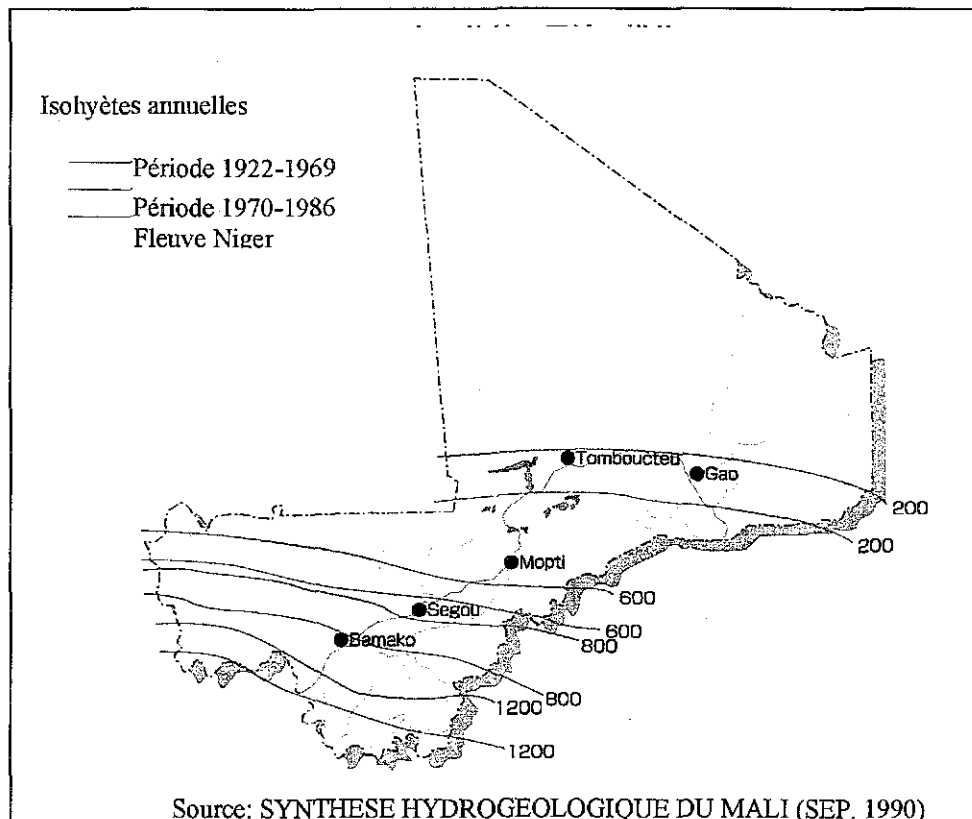 Isohyètes annuelles
Période 1922-1969
Période 1970-1986
Fleuve Niger
Tomboucteu
Gao
200
200
Mopti
600
Segou
600
800
Bamako
800
1200
1200
Source: SYNTHESE HYDROGEOLOGIQUE DU MALI (SEP. 1990)